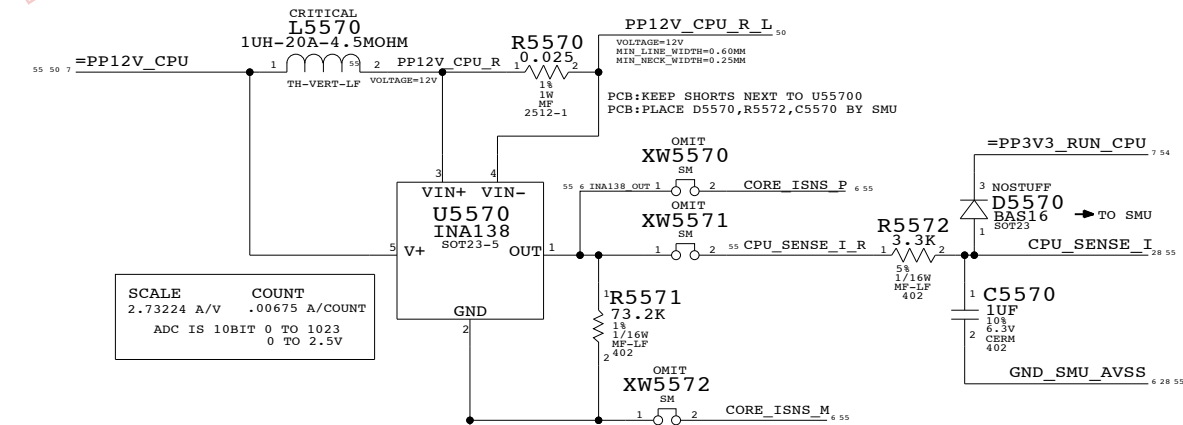 CRITICAL
L5570
1UH-20A-4.5MOHM
=PP12V_CPU
55 50 7
1
55
2
TH-VERT-LF
PP12V_CPU_R
VOLTAGE=12V
R5570
0.025
1
2
1%
1W
MF
2512-1
PP12V_CPU_R_L
50
VOLTAGE=12V
MIN_LINE_WIDTH=0.60MM
MIN_NECK_WIDTH=0.25MM
PCB:KEEP SHORTS NEXT TO U55700
PCB:PLACE D5570,R5572,C5570 BY SMU
3
4
VIN+ VIN-
U5570
INA138
SOT23-5
5
V+
OUT
1
GND
2
SCALE COUNT
2.73224 A/V .00675 A/COUNT
ADC IS 10BIT 0 TO 1023
0 TO 2.5V
OMIT
XW5570
SM
55 6 INA138_OUT 1
2
CORE_ISNS_P
6 55
OMIT
XW5571
SM
1
2
55 CPU_SENSE_I_R
R5572
3.3K
1
2
5%
1/16W
MF-LF
402
=PP3V3_RUN_CPU
7 54
3 NOSTUFF
D5570
BAS16
SOT23
1
TO SMU
CPU_SENSE_I
28 55
1
R5571
73.2K
1%
1/16W
MF-LF
402
2
1
C5570
1UF
10%
6.3V
CERM
402
2
GND_SMU_AVSS
6 28 55
OMIT
XW5572
SM
1
2
CORE_ISNS_M
6 55